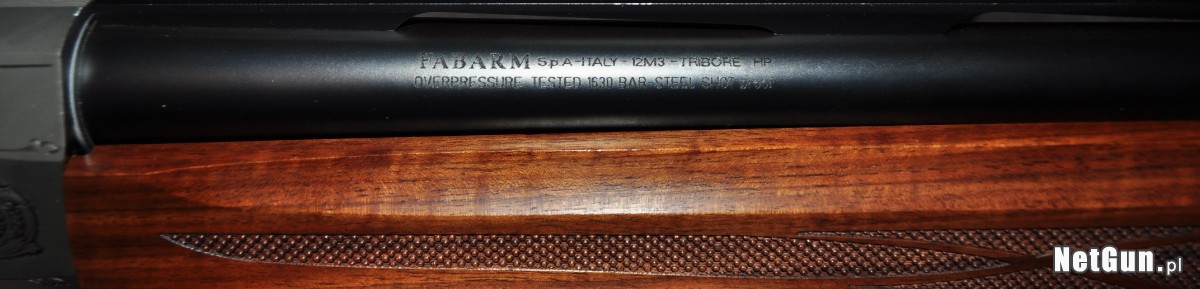 FABARM S.p.A-ITALY - 12M3 -TRIBORE HP
OVERPRESSURE TESTED 1630 BAR-STEEL SHOT
NetGun.pl